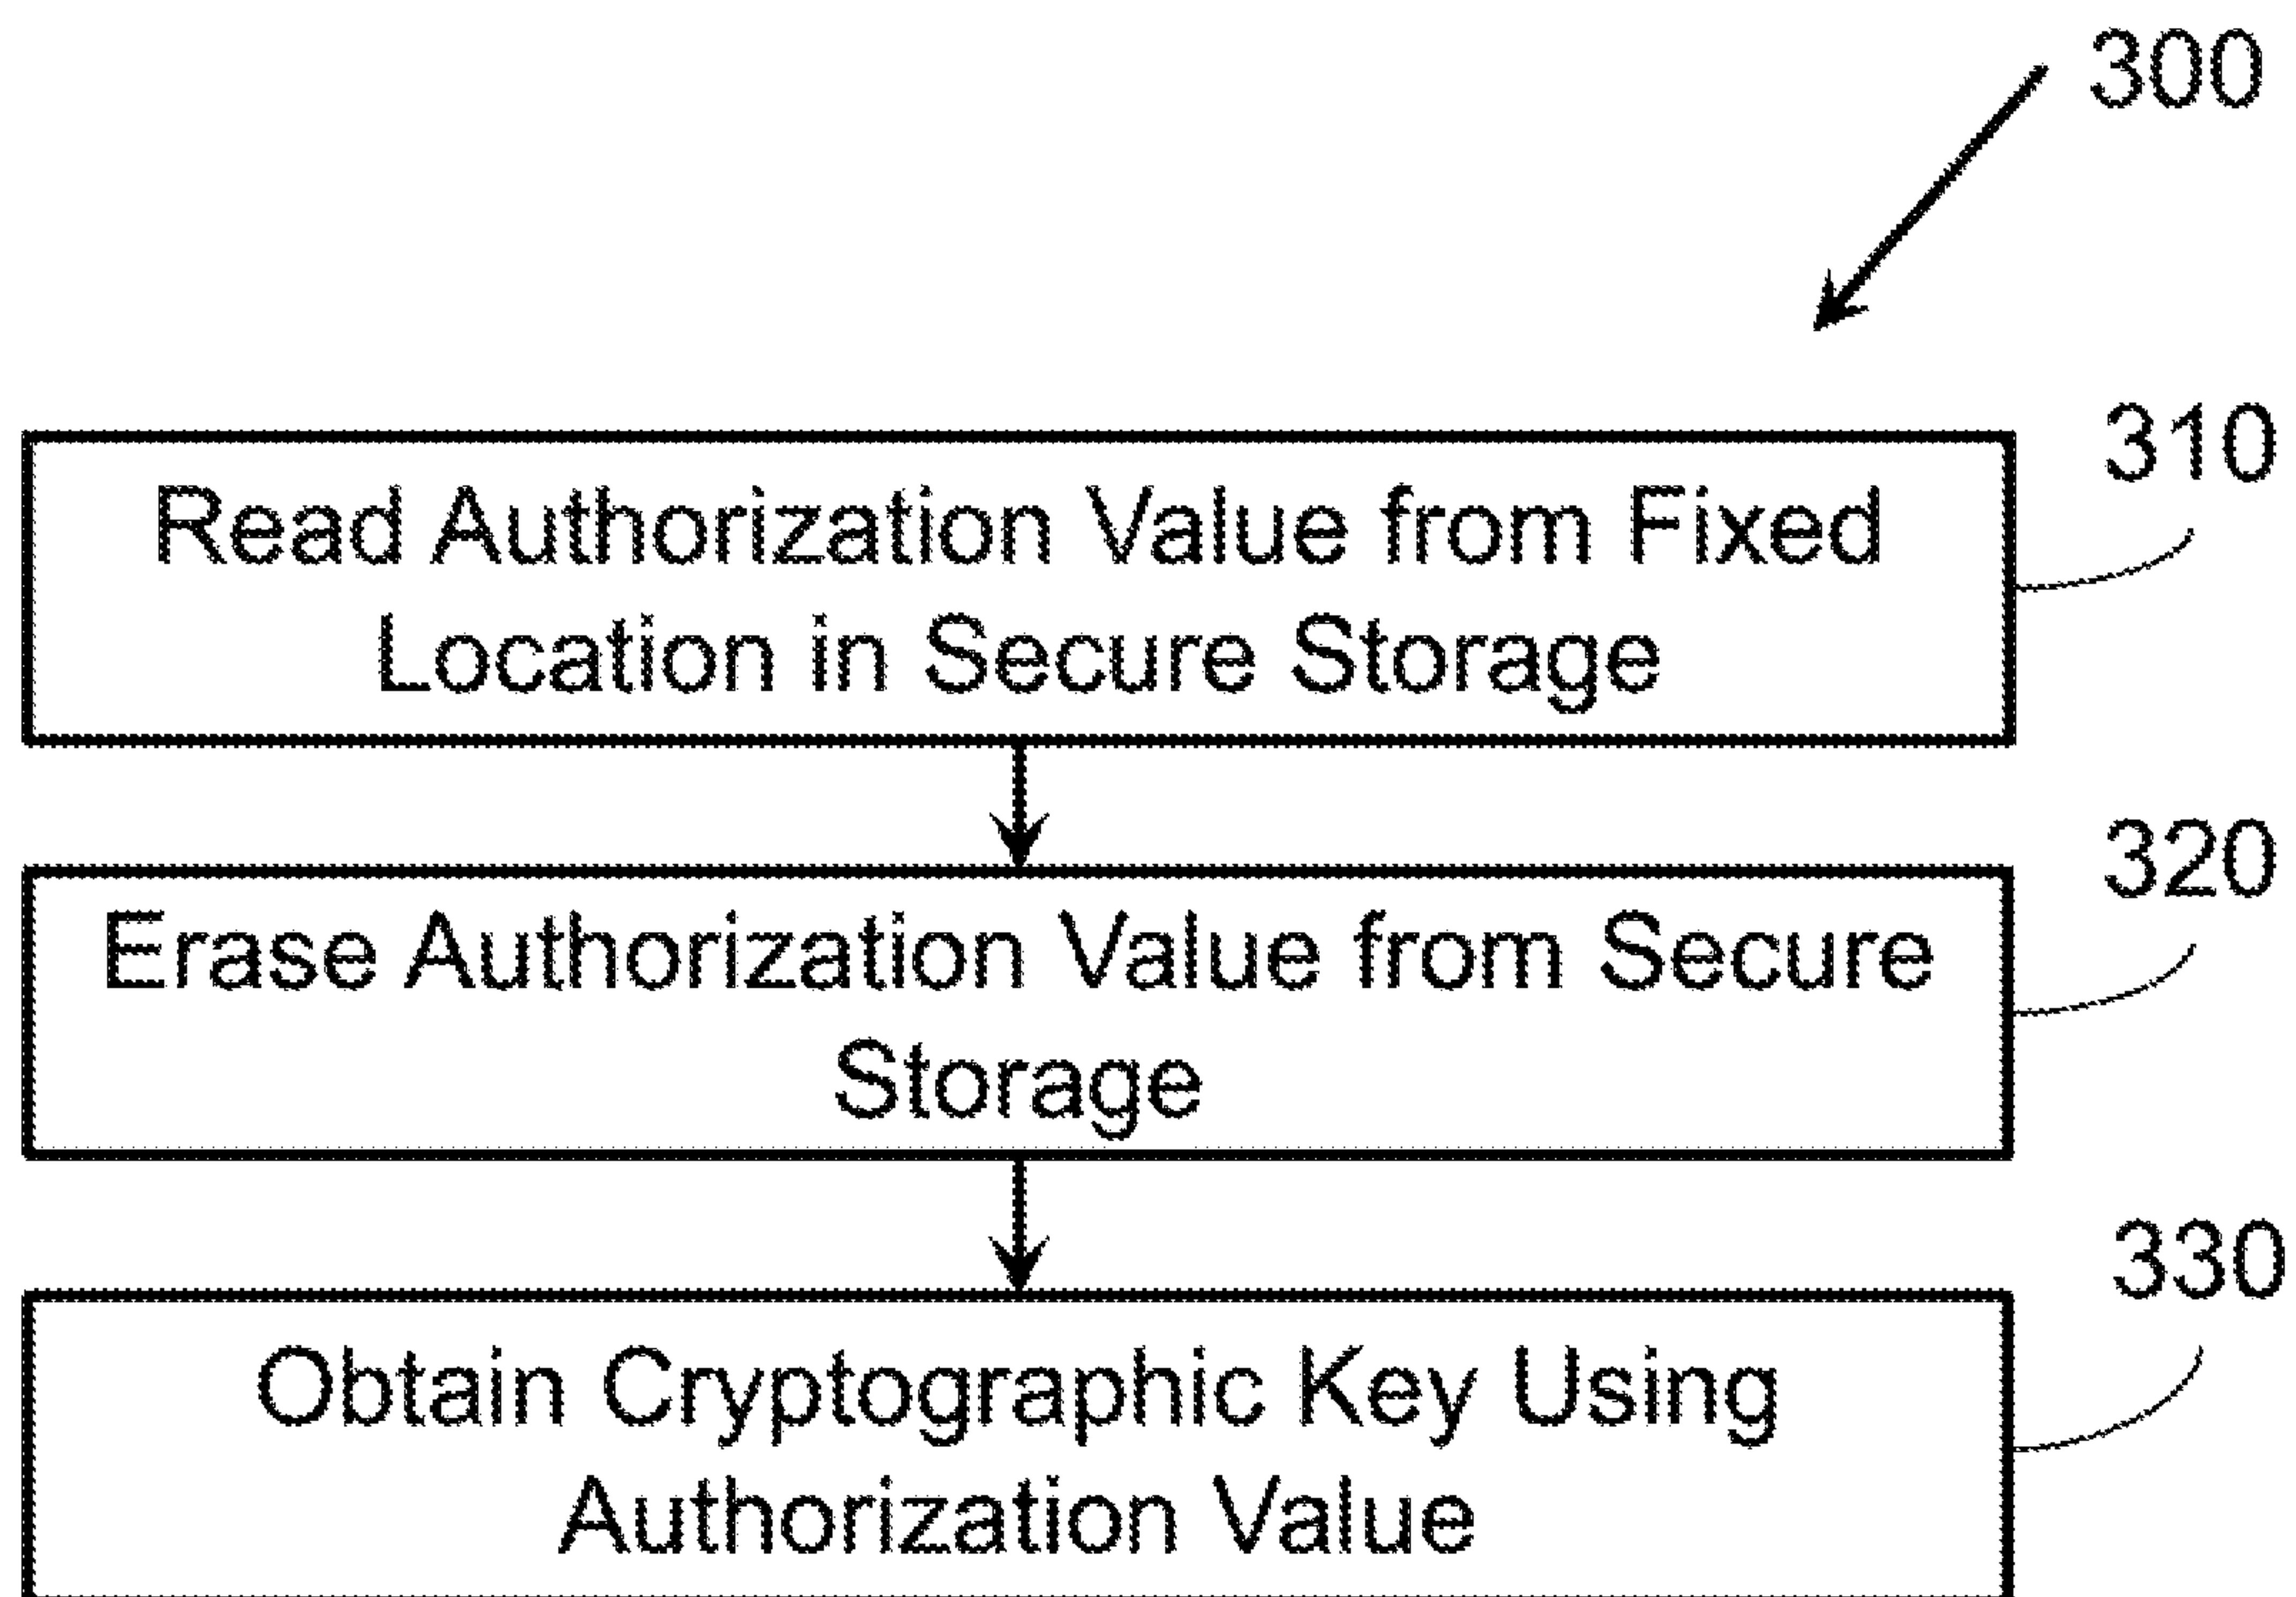 300
310
Read Authorization Value from Fixed
Location in Secure Storage
320
Erase Authorization Value from Secure
Storage
330
Obtain Cryptographic Key Using
Authorization Value